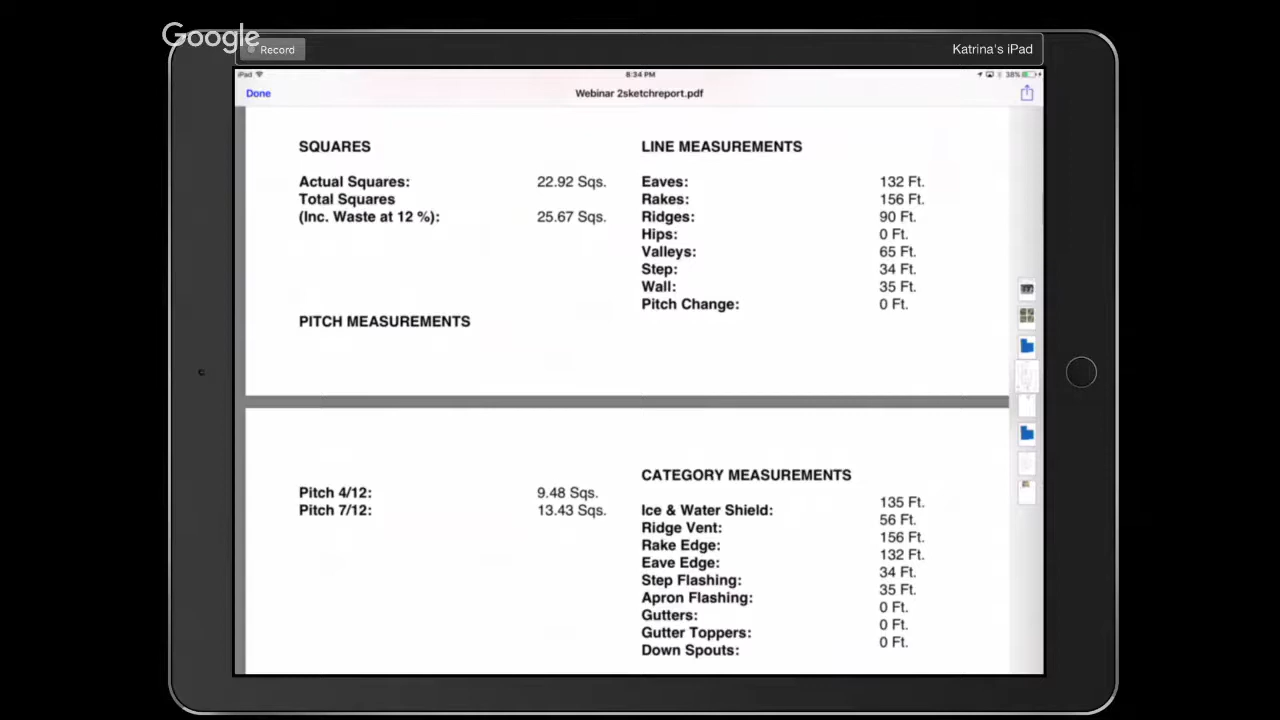 Google
Record
Katrina's iPad
iPad 8:34 PM 38%
Done Webinar 2sketchreport.pdf
SQUARES
Actual Squares: 22.92 Sqs.
Total Squares
(Inc. Waste at 12 %): 25.67 Sqs.
PITCH MEASUREMENTS
LINE MEASUREMENTS
Eaves: 132 Ft.
Rakes: 156 Ft.
Ridges: 90 Ft.
Hips: 0 Ft.
Valleys: 65 Ft.
Step: 34 Ft.
Wall: 35 Ft.
Pitch Change: 0 Ft.
Pitch 4/12: 9.48 Sqs.
Pitch 7/12: 13.43 Sqs.
CATEGORY MEASUREMENTS
Ice & Water Shield: 135 Ft.
Ridge Vent: 56 Ft.
Rake Edge: 156 Ft.
Eave Edge: 132 Ft.
Step Flashing: 34 Ft.
Apron Flashing: 35 Ft.
Gutters: 0 Ft.
Gutter Toppers: 0 Ft.
Down Spouts: 0 Ft.